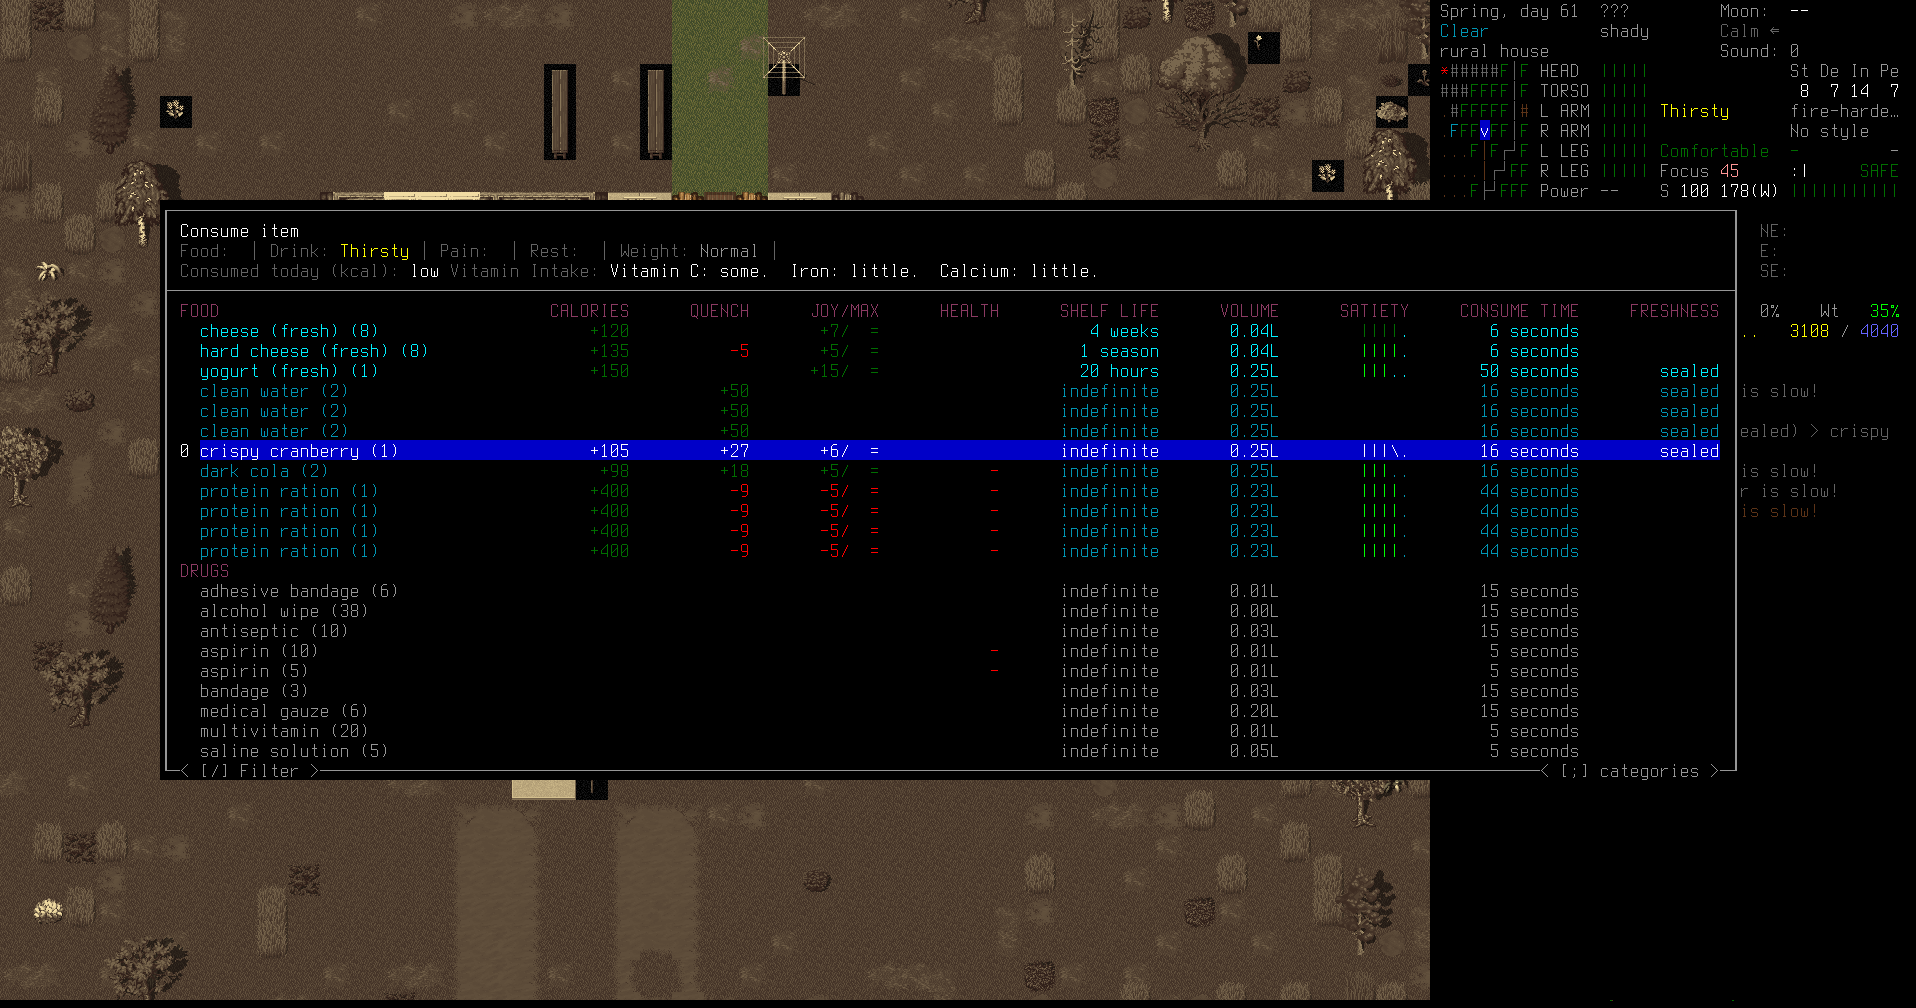 Spring, day 61 ??? Moon: --
Clear shady Calm ⇐
rural house Sound: 0
*#####F|F HEAD ||||| St De In Pe
###FFFF|F TORSO ||||| 8 7 14 7
.#FFFFF|# L ARM ||||| Thirsty fire-harde…
.FFFvFF|F R ARM ||||| No style
...F|F┌F L LEG ||||| Comfortable - -
....|┌FF R LEG ||||| Focus 45 :| SAFE
...F└FFF Power -- S 100 178(W) |||||||||||
Consume item
Food: | Drink: Thirsty | Pain: | Rest: | Weight: Normal |
Consumed today (kcal): low Vitamin Intake: Vitamin C: some. Iron: little. Calcium: little.
NE:
E:
SE:
FOOD CALORIES QUENCH JOY/MAX HEALTH SHELF LIFE VOLUME SATIETY CONSUME TIME FRESHNESS
0% Wt 35%
cheese (fresh) (8) +120 +7/ = 4 weeks 0.04L ||||. 6 seconds
.. 3108 / 4040
hard cheese (fresh) (8) +135 -5 +5/ = 1 season 0.04L ||||. 6 seconds
yogurt (fresh) (1) +150 +15/ = 20 hours 0.25L |||.. 50 seconds sealed
clean water (2) +50 indefinite 0.25L 16 seconds sealed
is slow!
clean water (2) +50 indefinite 0.25L 16 seconds sealed
clean water (2) +50 indefinite 0.25L 16 seconds sealed
ealed) > crispy
0 crispy cranberry (1) +105 +27 +6/ = indefinite 0.25L |||\. 16 seconds sealed
dark cola (2) +98 +18 +5/ = - indefinite 0.25L |||.. 16 seconds
is slow!
protein ration (1) +400 -9 -5/ = - indefinite 0.23L ||||. 44 seconds
r is slow!
protein ration (1) +400 -9 -5/ = - indefinite 0.23L ||||. 44 seconds
is slow!
protein ration (1) +400 -9 -5/ = - indefinite 0.23L ||||. 44 seconds
protein ration (1) +400 -9 -5/ = - indefinite 0.23L ||||. 44 seconds
DRUGS
adhesive bandage (6) indefinite 0.01L 15 seconds
alcohol wipe (38) indefinite 0.00L 15 seconds
antiseptic (10) indefinite 0.03L 15 seconds
aspirin (10) - indefinite 0.01L 5 seconds
aspirin (5) - indefinite 0.01L 5 seconds
bandage (3) indefinite 0.03L 15 seconds
medical gauze (6) indefinite 0.20L 15 seconds
multivitamin (20) indefinite 0.01L 5 seconds
saline solution (5) indefinite 0.05L 5 seconds
< [/] Filter > < [;] categories >